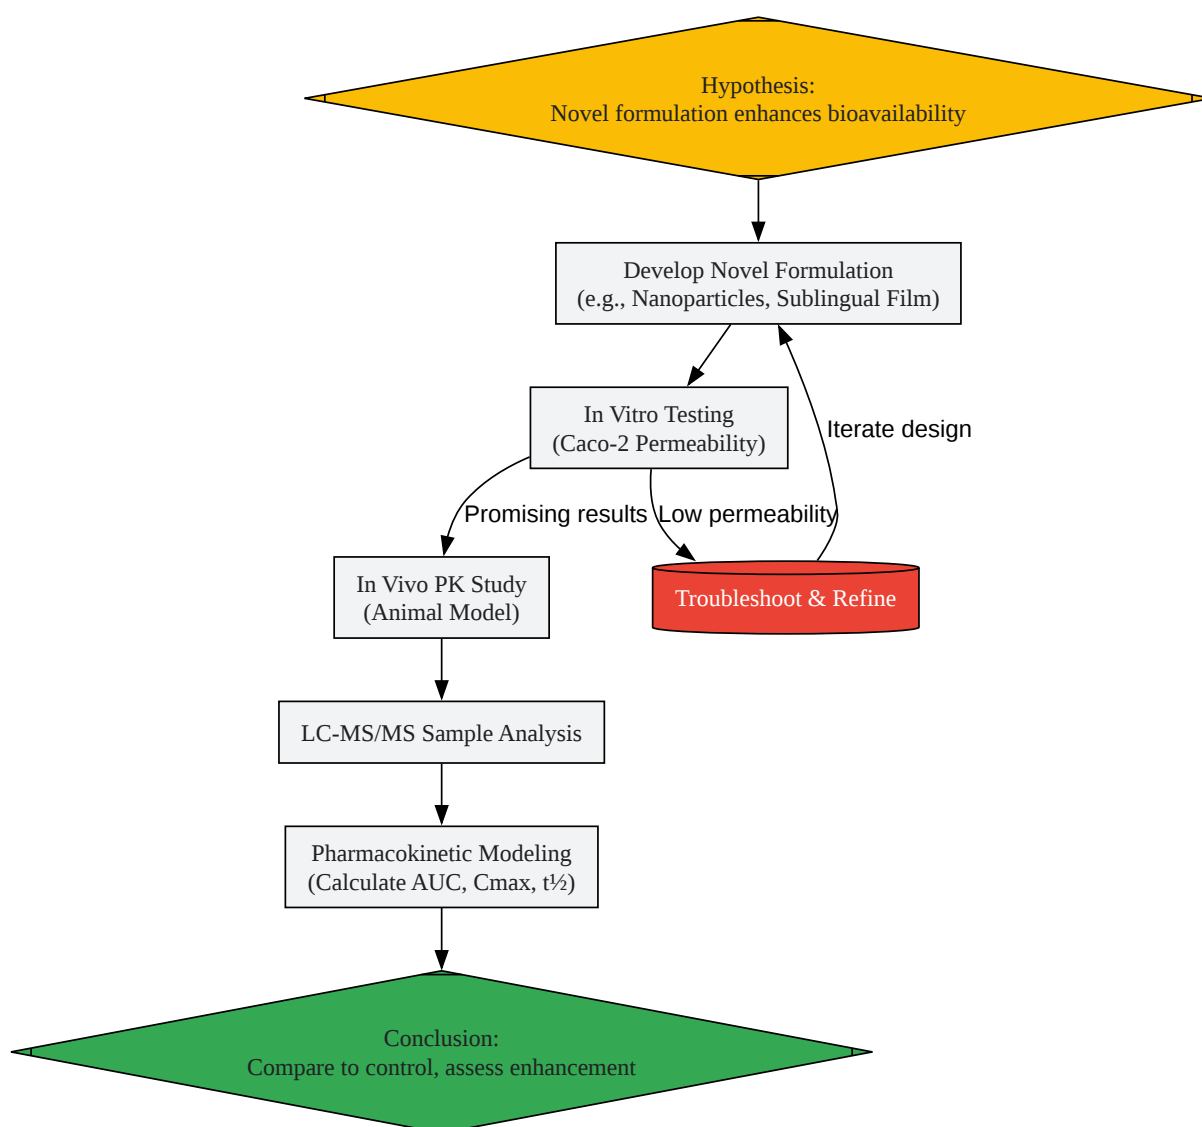 Hypothesis:
Novel formulation enhances bioavailability
Develop Novel Formulation
(e.g., Nanoparticles, Sublingual Film)
In Vitro Testing
(Caco-2 Permeability)
Iterate design
Promising results
Low permeability
In Vivo PK Study
(Animal Model)
Troubleshoot & Refine
LC-MS/MS Sample Analysis
Pharmacokinetic Modeling
(Calculate AUC, Cmax, t½)
Conclusion:
Compare to control, assess enhancement